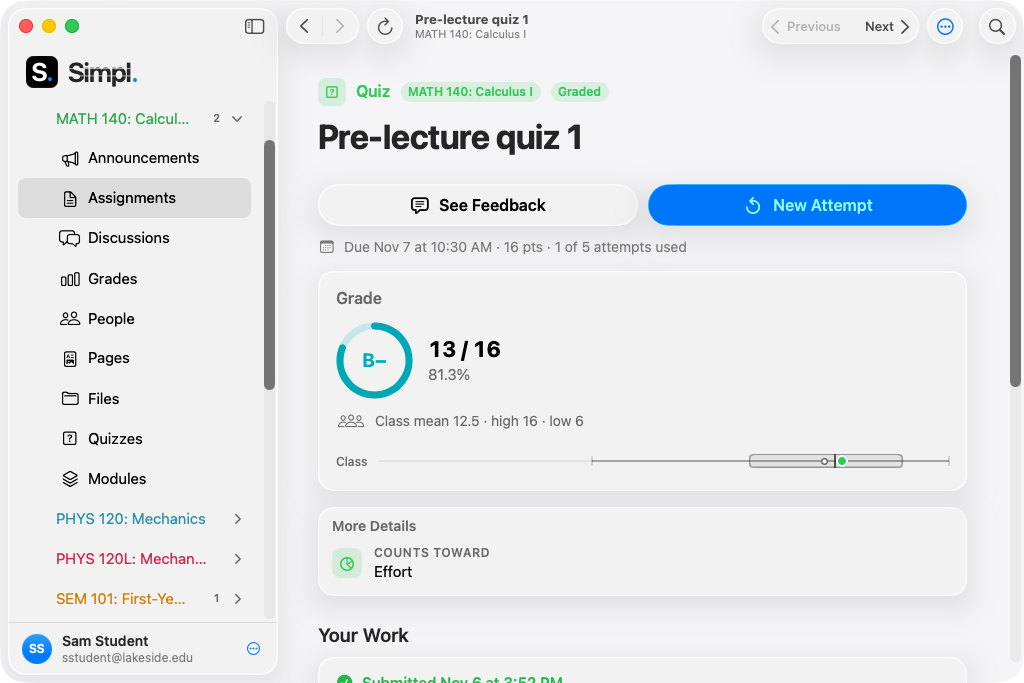 Pre-lecture quiz 1
MATH 140: Calculus I
Previous
Next
S.
Simpl.
MATH 140: Calcul... 2
Announcements
Assignments
Discussions
Grades
People
Pages
Files
Quizzes
Modules
PHYS 120: Mechanics
PHYS 120L: Mechan...
SEM 101: First-Ye... 1
SS
Sam Student
sstudent@lakeside.edu
Quiz MATH 140: Calculus I Graded
Pre-lecture quiz 1
See Feedback
New Attempt
Due Nov 7 at 10:30 AM · 16 pts · 1 of 5 attempts used
Grade
B−
13 / 16
81.3%
Class mean 12.5 · high 16 · low 6
Class
More Details
COUNTS TOWARD
Effort
Your Work
Submitted Nov 6 at 3:52 PM